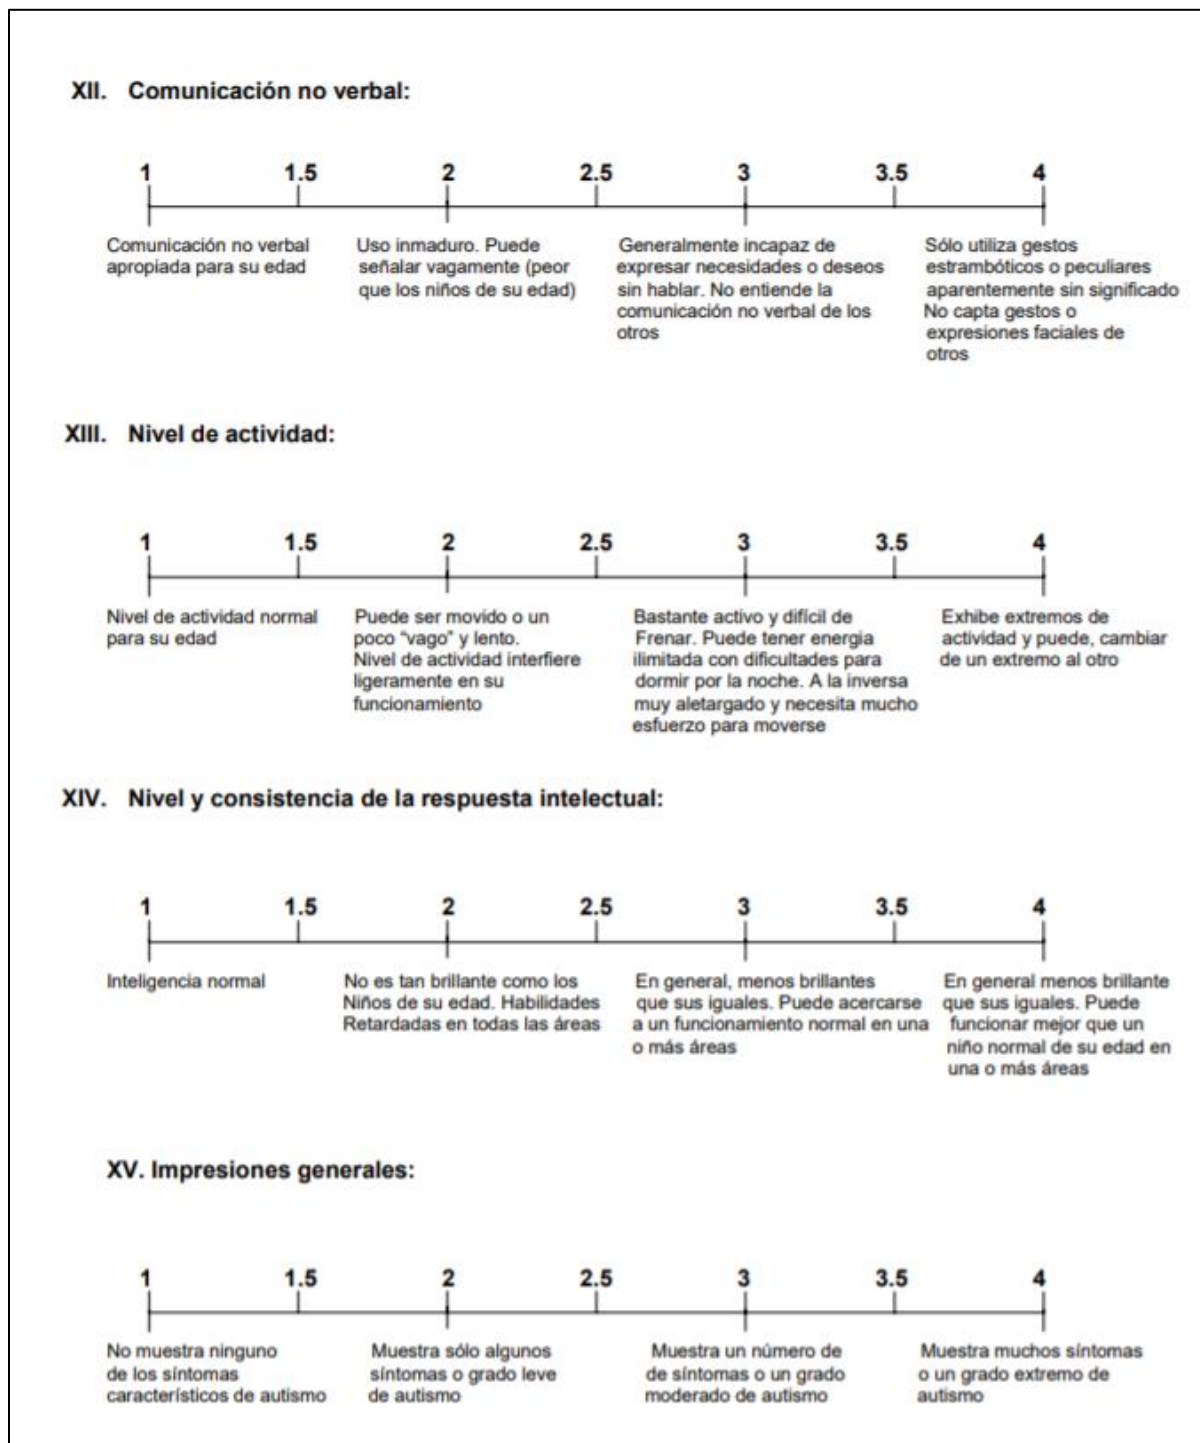 XII. Comunicación no verbal:
1 1.5 2 2.5 3 3.5 4
Comunicación no verbal
apropiada para su edad
Uso inmaduro. Puede
señalar vagamente (peor
que los niños de su edad)
Generalmente incapaz de
expresar necesidades o deseos
sin hablar. No entiende la
comunicación no verbal de los
otros
Sólo utiliza gestos
estrambóticos o peculiares
aparentemente sin significado
No capta gestos o
expresiones faciales de
otros
XIII. Nivel de actividad:
1 1.5 2 2.5 3 3.5 4
Nivel de actividad normal
para su edad
Puede ser movido o un
poco “vago” y lento.
Nivel de actividad interfiere
ligeramente en su
funcionamiento
Bastante activo y difícil de
Frenar. Puede tener energia
ilimitada con dificultades para
dormir por la noche. A la inversa
muy aletargado y necesita mucho
esfuerzo para moverse
Exhibe extremos de
actividad y puede, cambiar
de un extremo al otro
XIV. Nivel y consistencia de la respuesta intelectual:
1 1.5 2 2.5 3 3.5 4
Inteligencia normal
No es tan brillante como los
Niños de su edad. Habilidades
Retardadas en todas las áreas
En general, menos brillantes
que sus iguales. Puede acercarse
a un funcionamiento normal en una
o más áreas
En general menos brillante
que sus iguales. Puede
funcionar mejor que un
niño normal de su edad en
una o más áreas
XV. Impresiones generales:
1 1.5 2 2.5 3 3.5 4
No muestra ninguno
de los síntomas
característicos de autismo
Muestra sólo algunos
síntomas o grado leve
de autismo
Muestra un número de
de síntomas o un grado
moderado de autismo
Muestra muchos síntomas
o un grado extremo de
autismo